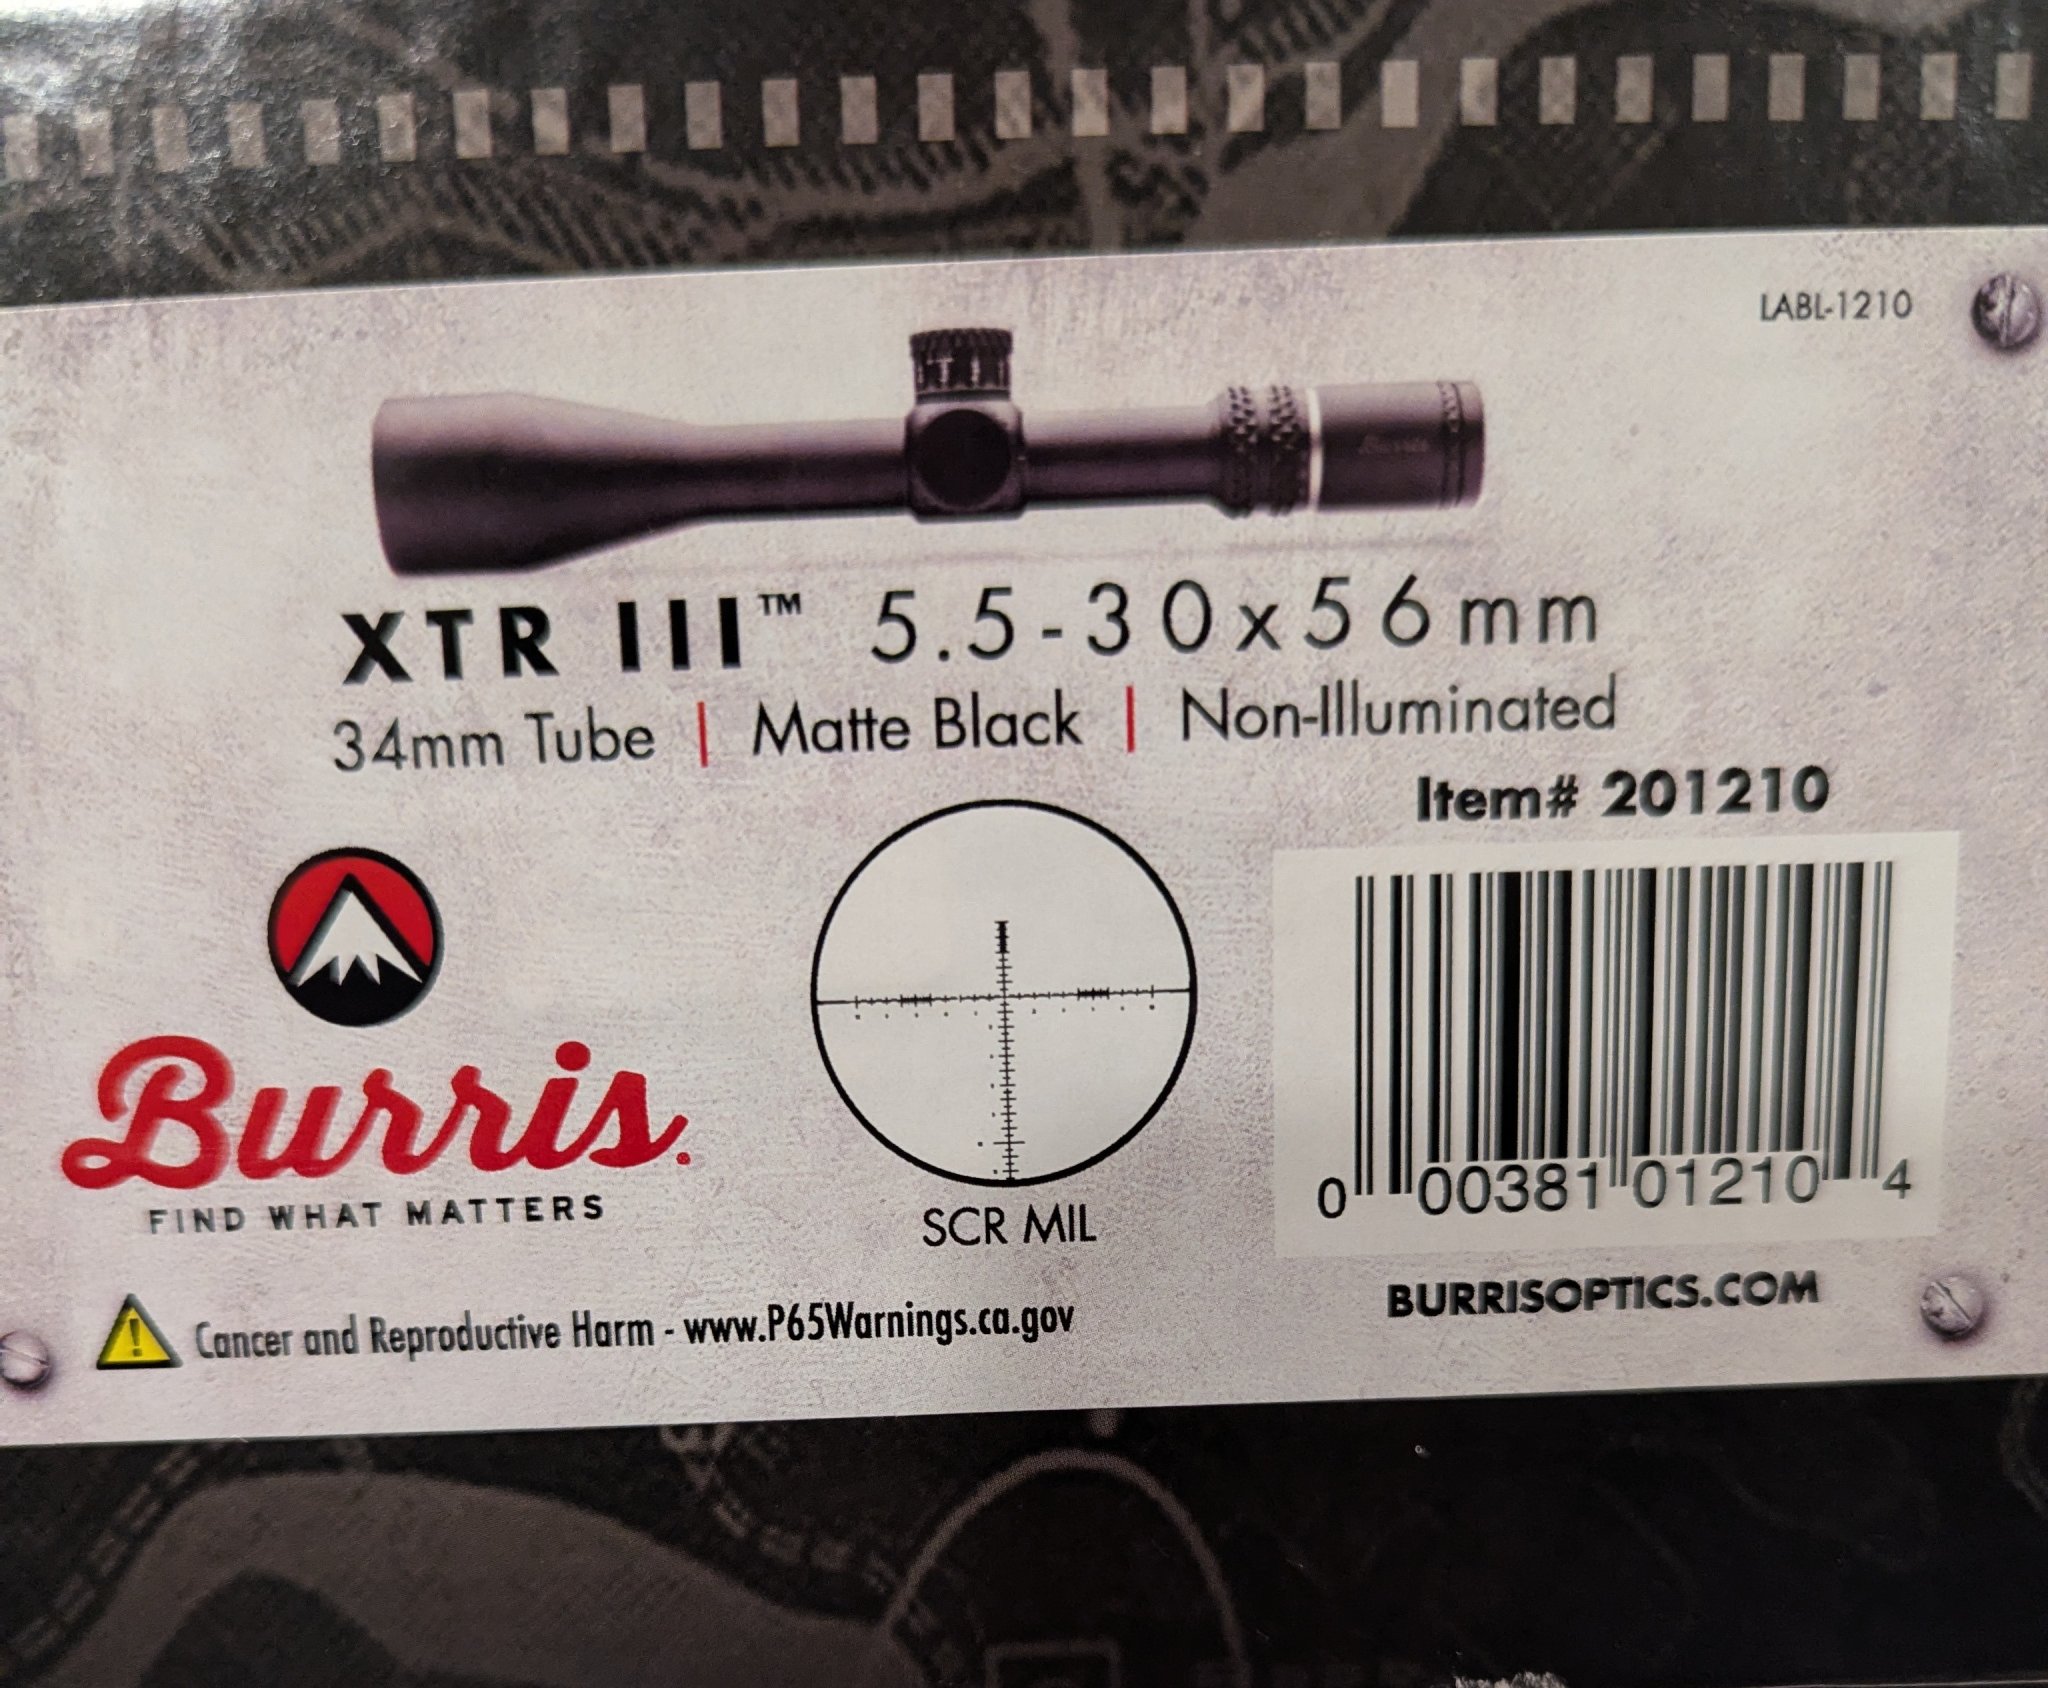 LABL-1210
XTR III™ 5.5-30x56mm
34mm Tube | Matte Black | Non-Illuminated
Item# 201210
Burris.
FIND WHAT MATTERS
SCR MIL
0 00381 01210 4
BURRISOPTICS.COM
Cancer and Reproductive Harm - www.P65Warnings.ca.gov